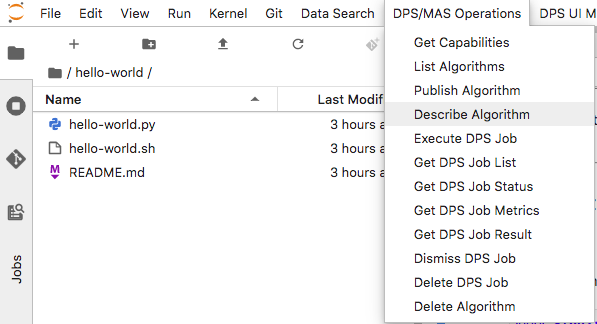 File Edit View Run Kernel Git Data Search DPS/MAS Operations DPS UI M
/ hello-world /
Name Last Modif
hello-world.py 3 hours a
hello-world.sh 3 hours a
README.md 3 hours a
Jobs
Get Capabilities
List Algorithms
Publish Algorithm
Describe Algorithm
Execute DPS Job
Get DPS Job List
Get DPS Job Status
Get DPS Job Metrics
Get DPS Job Result
Dismiss DPS Job
Delete DPS Job
Delete Algorithm